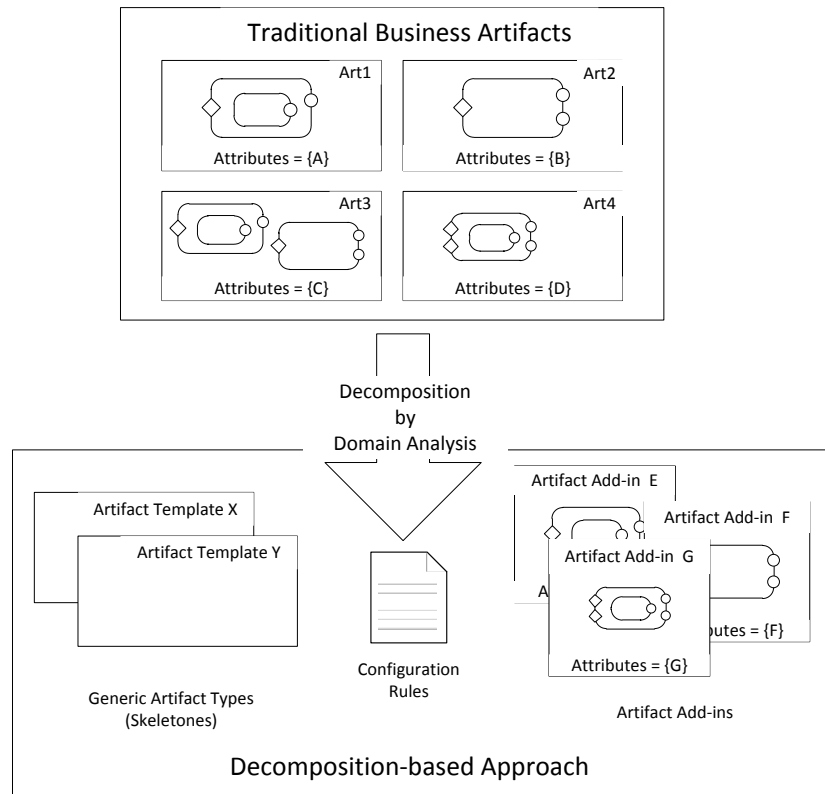 Traditional Business Artifacts
Art1
Attributes = {A}
Art2
Attributes = {B}
Art3
Attributes = {C}
Art4
Attributes = {D}
Decomposition
by
Domain Analysis
Artifact Template X
Artifact Template Y
Generic Artifact Types
(Skeletones)
Configuration
Rules
Artifact Add-in E
A
Artifact Add-in F
butes = {F}
Artifact Add-in G
Attributes = {G}
Artifact Add-ins
Decomposition-based Approach